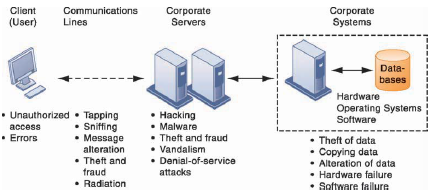 Client
(User)
Communications
Lines
Corporate
Servers
Corporate
Systems
Data-
bases
Hardware
Operating Systems
Software
• Unauthorized
access
• Errors
• Tapping
• Sniffing
• Message
alteration
• Theft and
fraud
• Radiation
• Hacking
• Malware
• Theft and fraud
• Vandalism
• Denial-of-service
attacks
• Theft of data
• Copying data
• Alteration of data
• Hardware failure
• Software failure